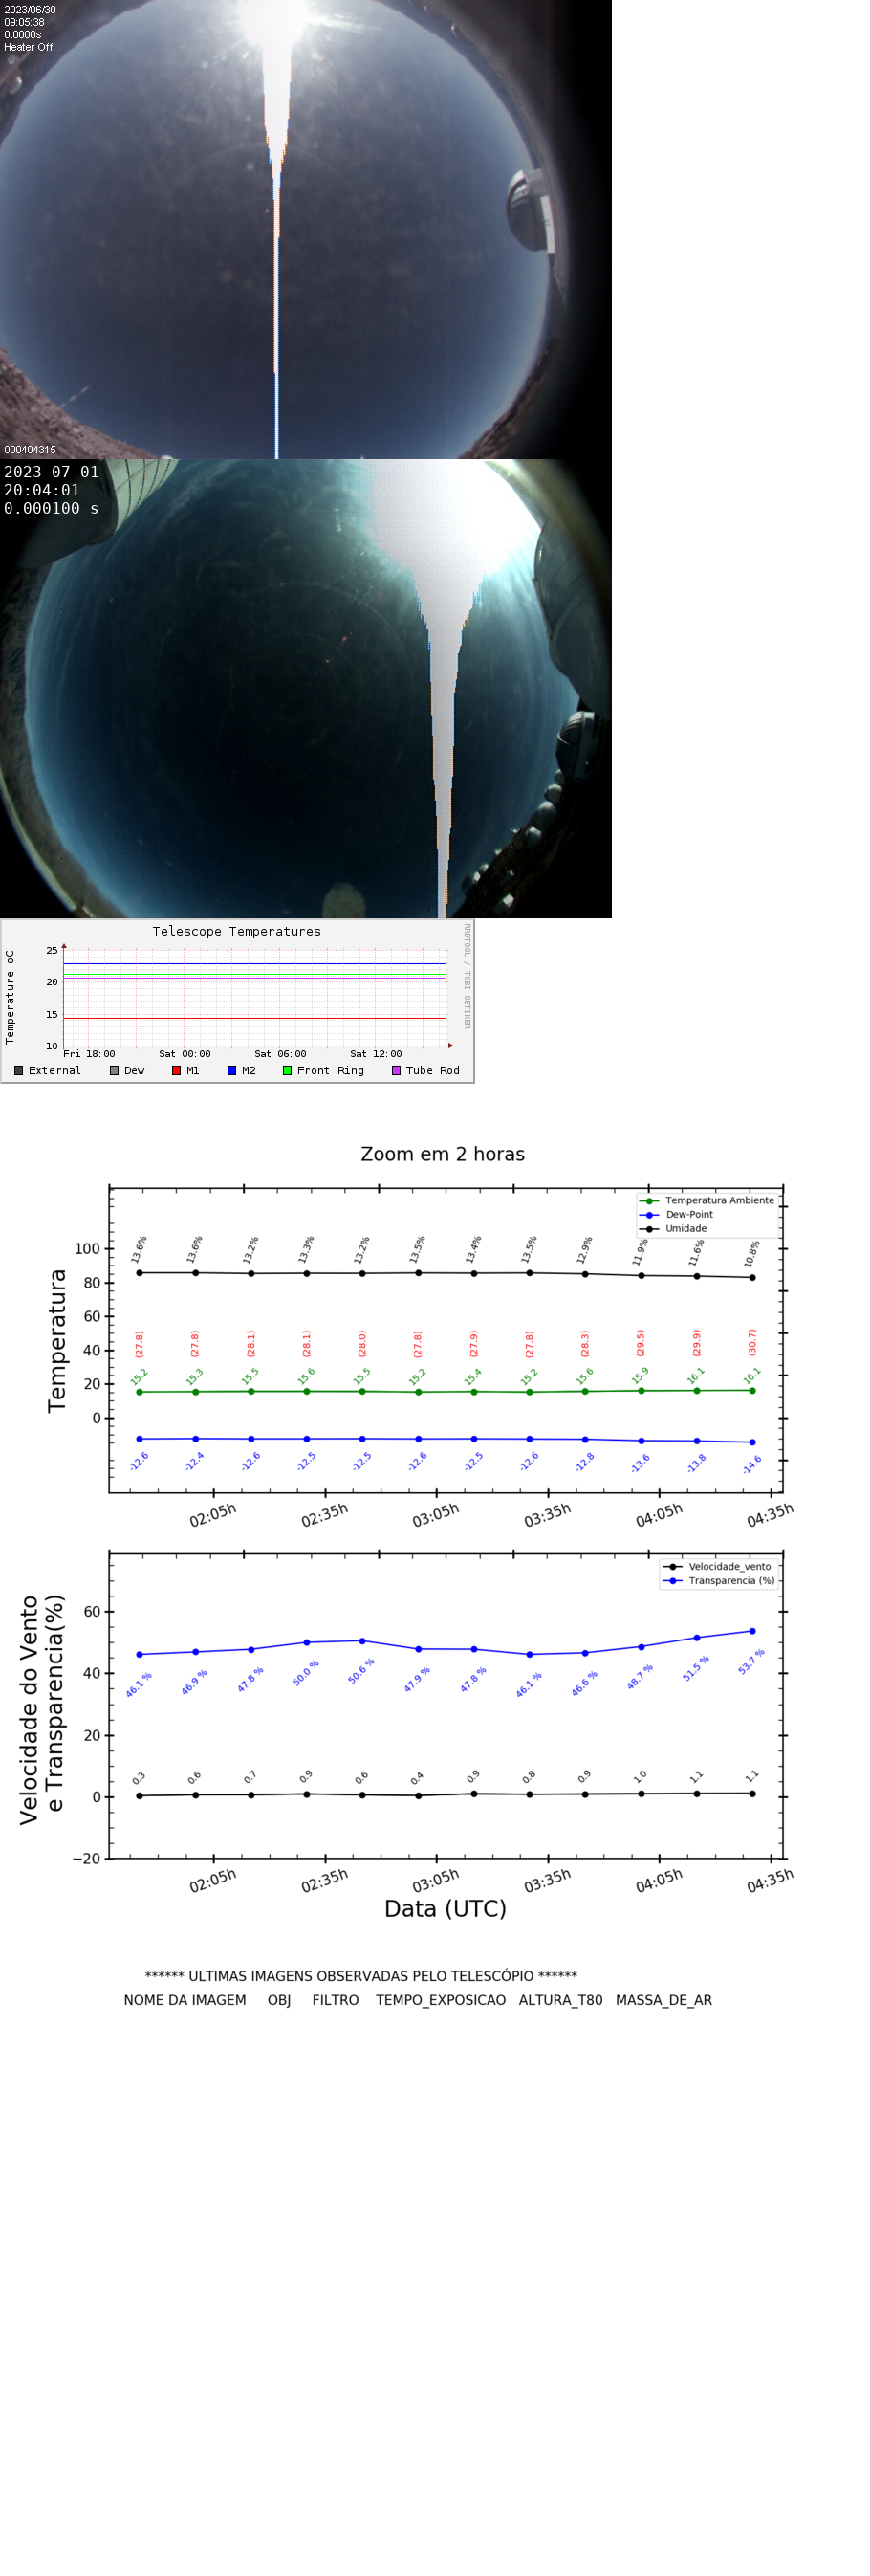 2023/06/30
09:05:38
0.0000s
Heater Off
000404315
2023-07-01
20:04:01
0.000100 s
Telescope Temperatures
RRDTOOL / TOBI OETIKER
Temperature oC
25
20
15
10
Fri 18:00 Sat 00:00 Sat 06:00 Sat 12:00
External Dew M1 M2 Front Ring Tube Rod
Zoom em 2 horas
Temperatura Ambiente
Dew-Point
Umidade
Temperatura
100
80
60
40
20
0
13.6% 13.6% 13.2% 13.3% 13.2% 13.5% 13.4% 13.5% 12.9% 11.9% 11.6% 10.8%
(27.8) (27.8) (28.1) (28.1) (28.0) (27.8) (27.9) (27.8) (28.3) (29.5) (29.9) (30.7)
15.2 15.3 15.5 15.6 15.5 15.2 15.4 15.2 15.6 15.9 16.1 16.1
-12.6 -12.4 -12.6 -12.5 -12.5 -12.6 -12.5 -12.6 -12.8 -13.6 -13.8 -14.6
02:05h 02:35h 03:05h 03:35h 04:05h 04:35h
Velocidade_vento
Transparencia (%)
Velocidade do Vento
e Transparencia(%)
60
40
20
0
−20
46.1 % 46.9 % 47.8 % 50.0 % 50.6 % 47.9 % 47.8 % 46.1 % 46.6 % 48.7 % 51.5 % 53.7 %
0.3 0.6 0.7 0.9 0.6 0.4 0.9 0.8 0.9 1.0 1.1 1.1
02:05h 02:35h 03:05h 03:35h 04:05h 04:35h
Data (UTC)
****** ULTIMAS IMAGENS OBSERVADAS PELO TELESCÓPIO ******
NOME DA IMAGEM OBJ FILTRO TEMPO_EXPOSICAO ALTURA_T80 MASSA_DE_AR